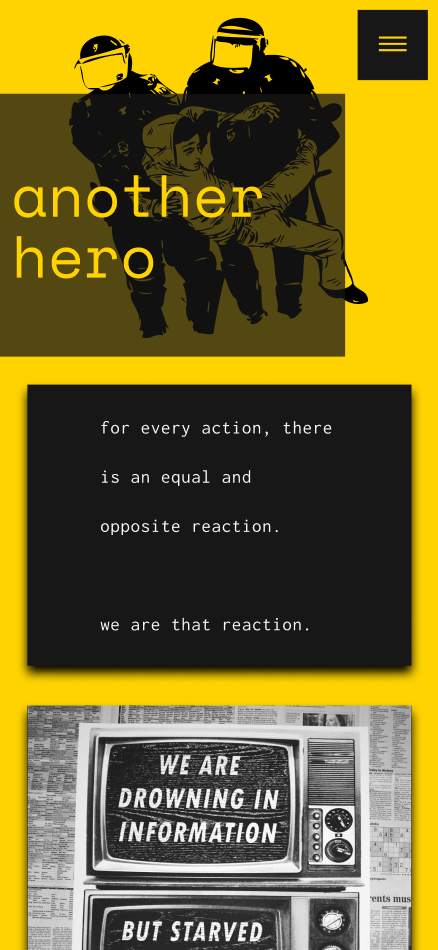 another
hero
for every action, there
is an equal and
opposite reaction.
we are that reaction.
WE ARE
DROWNING IN
INFORMATION
BUT STARVED